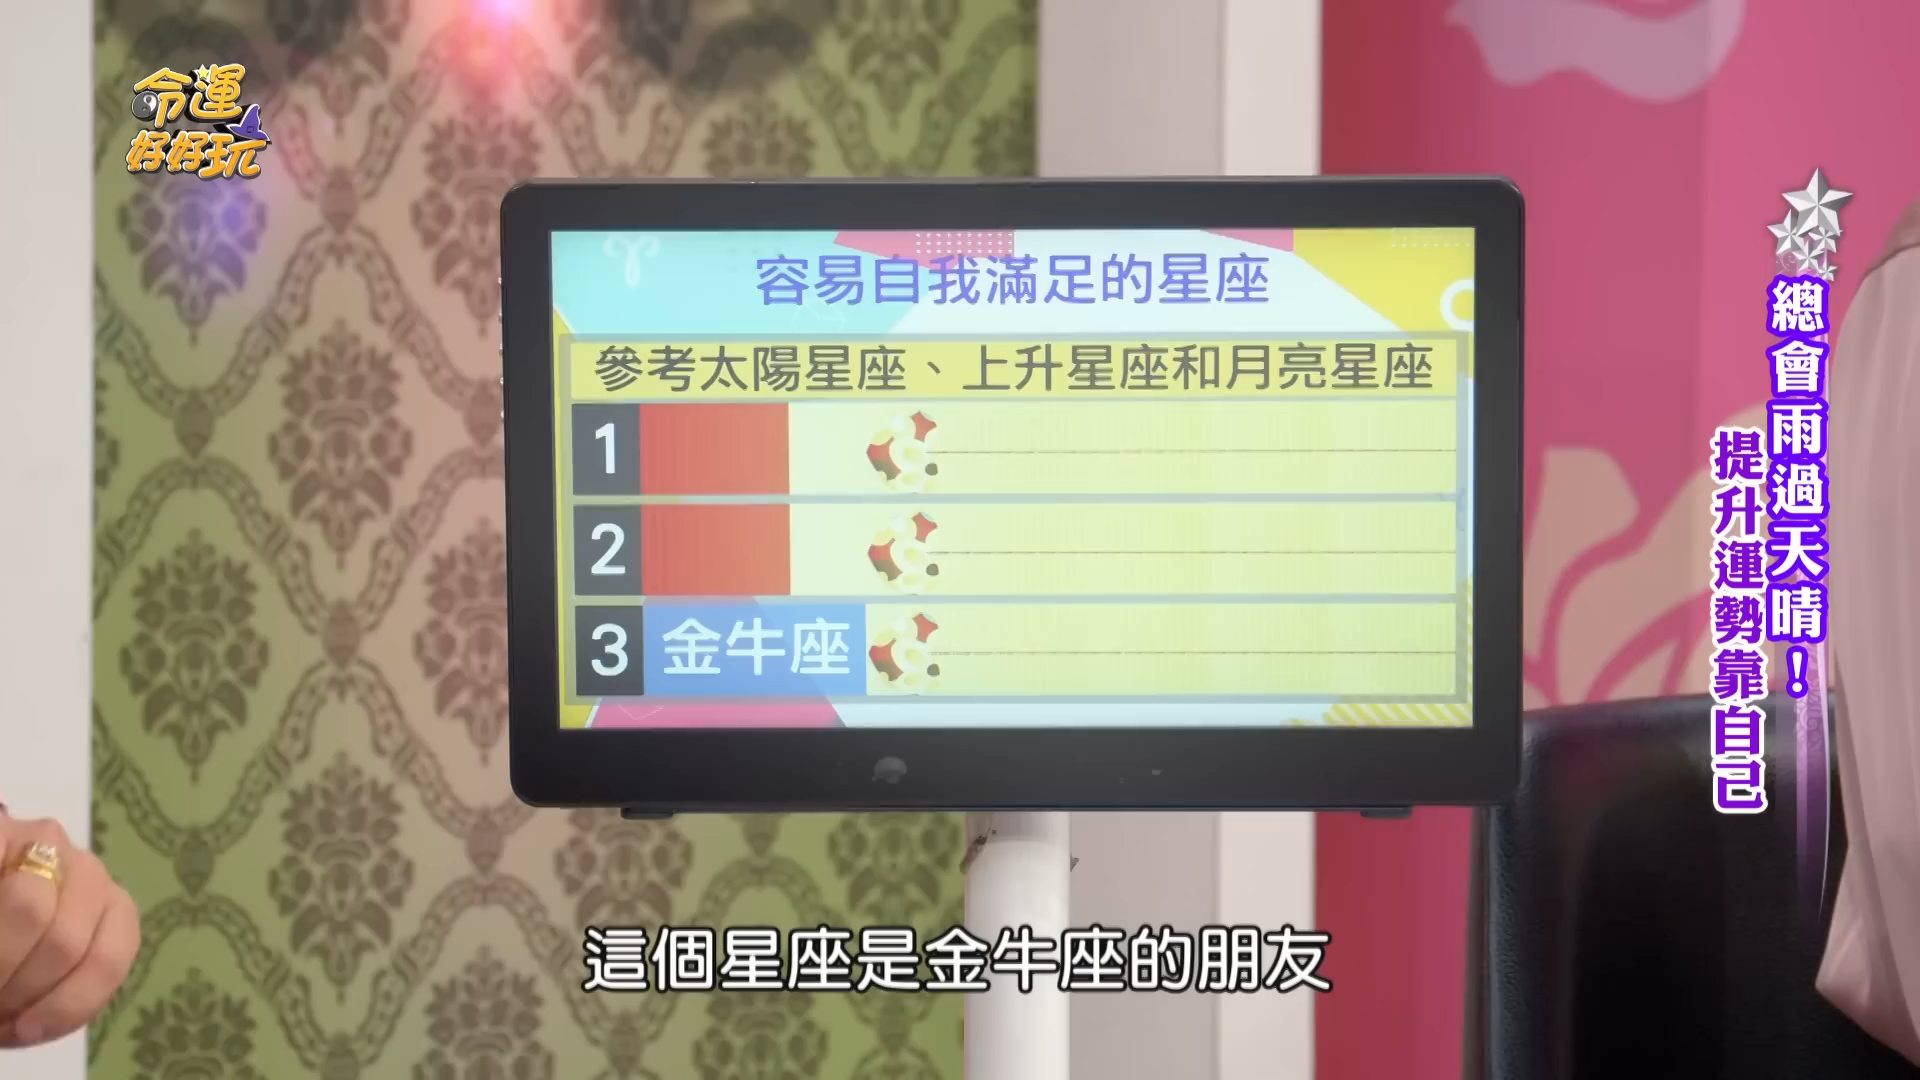 命運
好好玩
容易自我滿足的星座
參考太陽星座、上升星座和月亮星座
1
2
3 金牛座
總會雨過天晴！
提升運勢靠自己
這個星座是金牛座的朋友